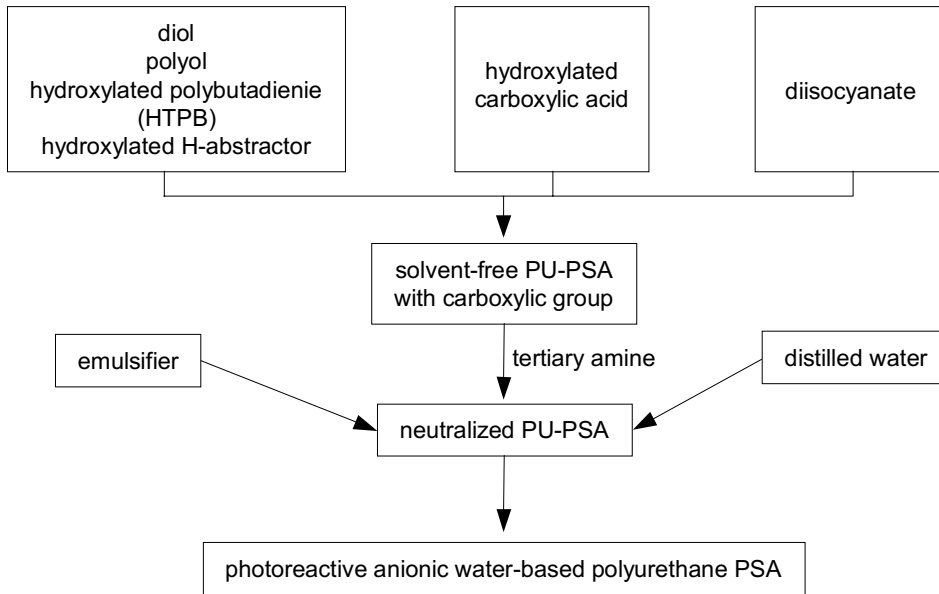 diol
polyol
hydroxylated polybutadienie
(HTPB)
hydroxylated H-abstractor
hydroxylated
carboxylic acid
diisocyanate
solvent-free PU-PSA
with carboxylic group
emulsifier
tertiary amine
distilled water
neutralized PU-PSA
photoreactive anionic water-based polyurethane PSA